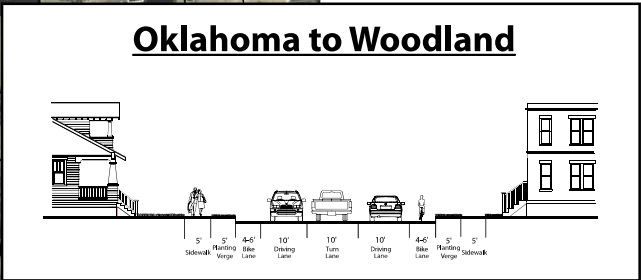 Oklahoma to Woodland
5' 5' 4-6' 10' 10' 10' 4-6' 5' 5'
Sidewalk Planting Verge Bike Lane Driving Lane Turn Lane Driving Lane Bike Lane Planting Verge Sidewalk